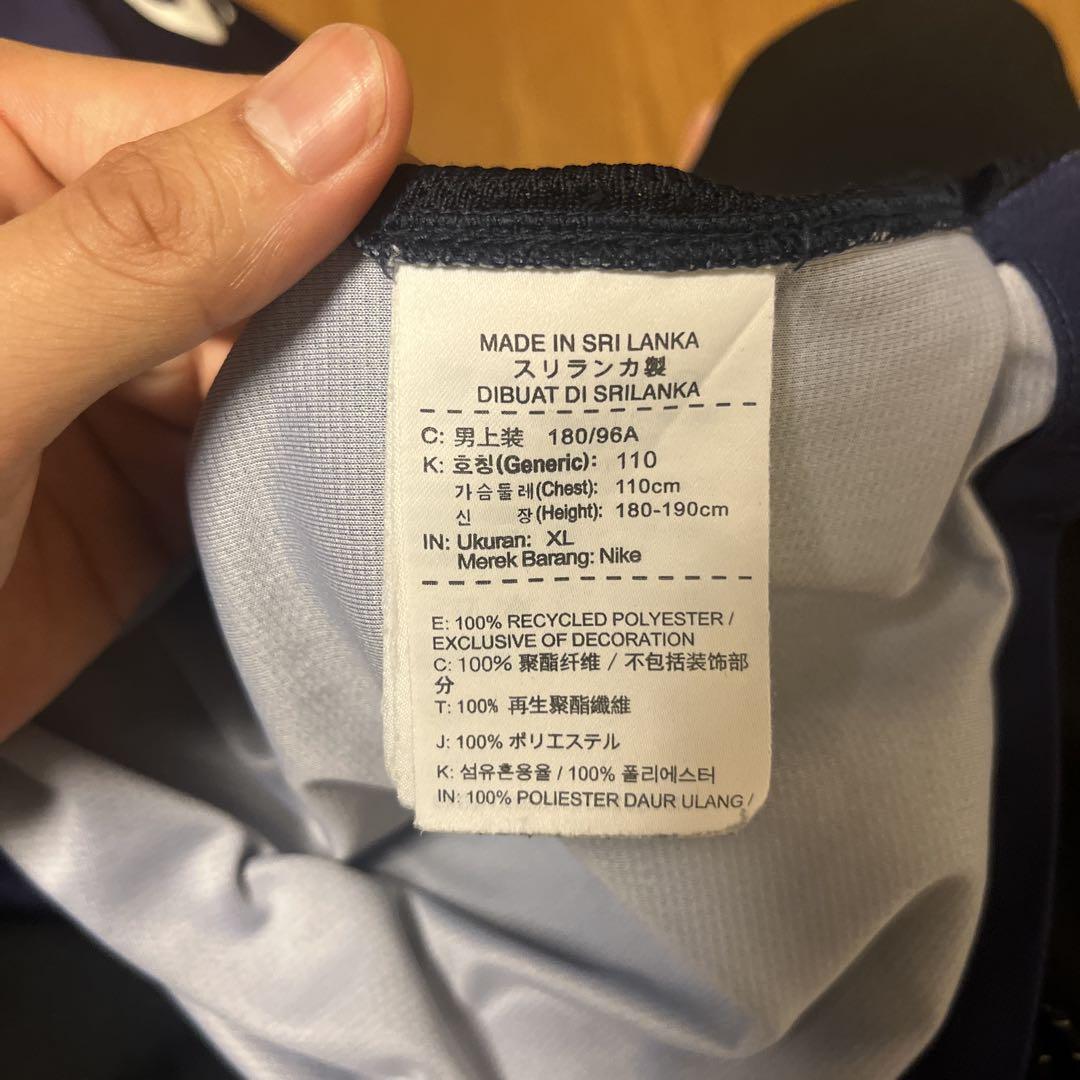 MADE IN SRI LANKA
スリランカ製
DIBUAT DI SRILANKA
C: 男上装 180/96A
K: 호칭(Generic): 110
가슴둘레(Chest): 110cm
신 장(Height): 180-190cm
IN: Ukuran: XL
Merek Barang: Nike
E: 100% RECYCLED POLYESTER /
EXCLUSIVE OF DECORATION
C: 100% 聚酯纤维 / 不包括装饰部
分
T: 100% 再生聚酯纖維
J: 100% ポリエステル
K: 섬유혼용율 / 100% 폴리에스터
IN: 100% POLIESTER DAUR ULANG /